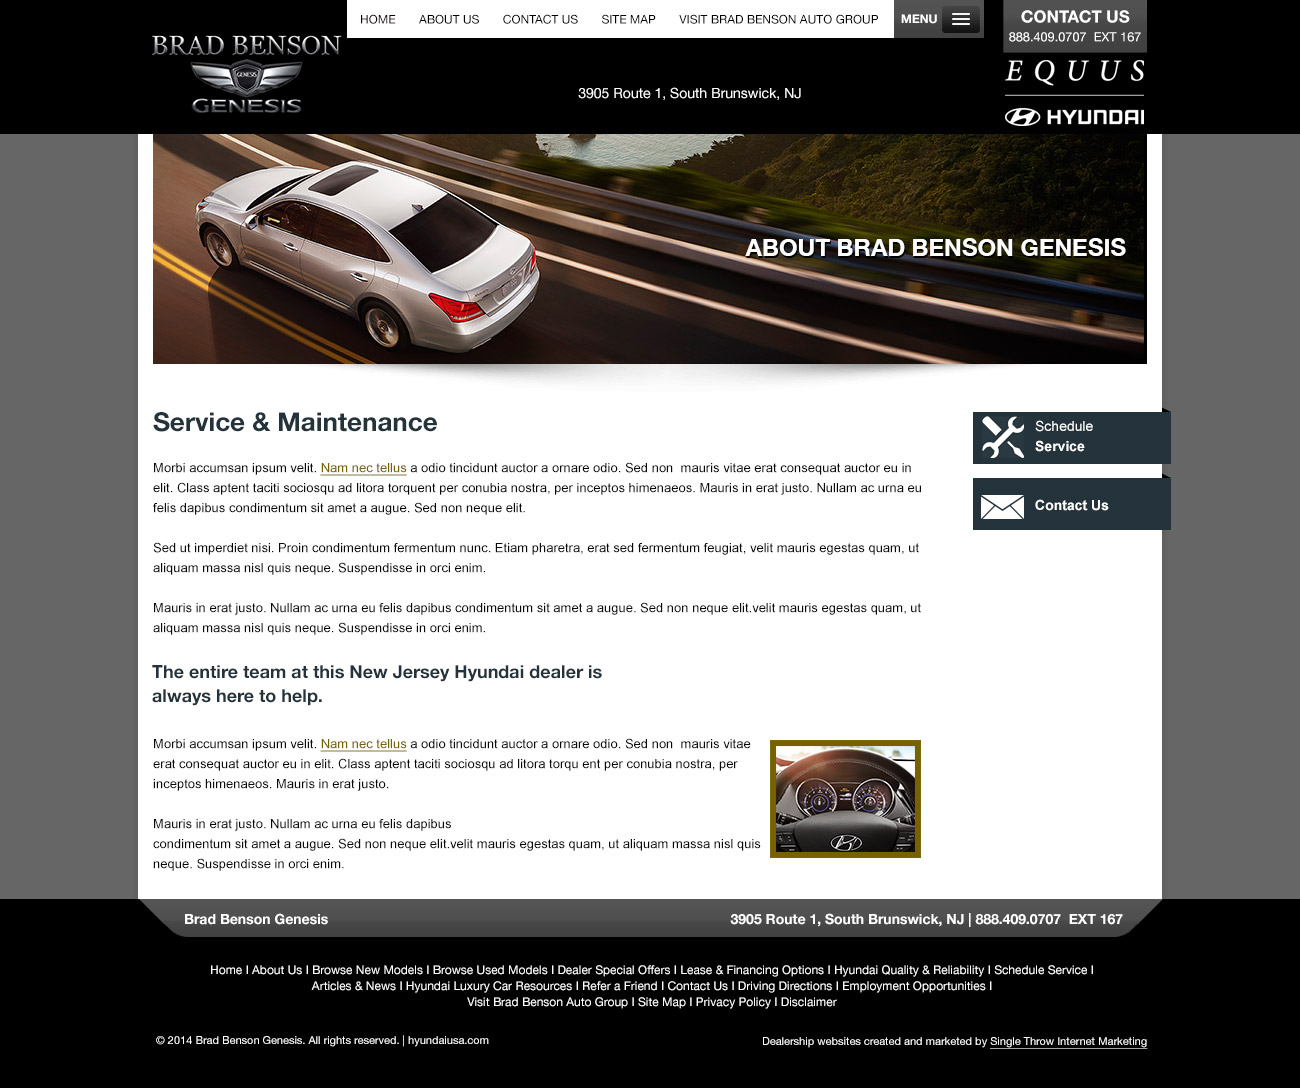 HOME ABOUT US CONTACT US SITE MAP VISIT BRAD BENSON AUTO GROUP MENU
CONTACT US
888.409.0707 EXT 167
BRAD BENSON
GENESIS
GENESIS
3905 Route 1, South Brunswick, NJ
EQUUS
HYUNDAI
ABOUT BRAD BENSON GENESIS
Service & Maintenance
Morbi accumsan ipsum velit. Nam nec tellus a odio tincidunt auctor a ornare odio. Sed non mauris vitae erat consequat auctor eu in
elit. Class aptent taciti sociosqu ad litora torquent per conubia nostra, per inceptos himenaeos. Mauris in erat justo. Nullam ac urna eu
felis dapibus condimentum sit amet a augue. Sed non neque elit.
Sed ut imperdiet nisi. Proin condimentum fermentum nunc. Etiam pharetra, erat sed fermentum feugiat, velit mauris egestas quam, ut
aliquam massa nisl quis neque. Suspendisse in orci enim.
Mauris in erat justo. Nullam ac urna eu felis dapibus condimentum sit amet a augue. Sed non neque elit.velit mauris egestas quam, ut
aliquam massa nisl quis neque. Suspendisse in orci enim.
Schedule
Service
Contact Us
The entire team at this New Jersey Hyundai dealer is
always here to help.
Morbi accumsan ipsum velit. Nam nec tellus a odio tincidunt auctor a ornare odio. Sed non mauris vitae
erat consequat auctor eu in elit. Class aptent taciti sociosqu ad litora torqu ent per conubia nostra, per
inceptos himenaeos. Mauris in erat justo.
Mauris in erat justo. Nullam ac urna eu felis dapibus
condimentum sit amet a augue. Sed non neque elit.velit mauris egestas quam, ut aliquam massa nisl quis
neque. Suspendisse in orci enim.
Brad Benson Genesis
3905 Route 1, South Brunswick, NJ | 888.409.0707 EXT 167
Home | About Us | Browse New Models | Browse Used Models | Dealer Special Offers | Lease & Financing Options | Hyundai Quality & Reliability | Schedule Service |
Articles & News | Hyundai Luxury Car Resources | Refer a Friend | Contact Us | Driving Directions | Employment Opportunities |
Visit Brad Benson Auto Group | Site Map | Privacy Policy | Disclaimer
© 2014 Brad Benson Genesis. All rights reserved. | hyundaiusa.com
Dealership websites created and marketed by Single Throw Internet Marketing